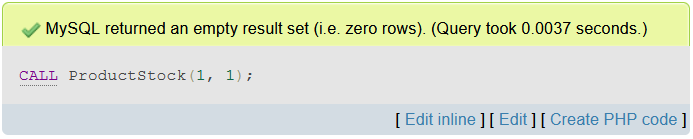 MySQL returned an empty result set (i.e. zero rows). (Query took 0.0037 seconds.)
CALL ProductStock(1, 1);
[ Edit inline ] [ Edit ] [ Create PHP code ]